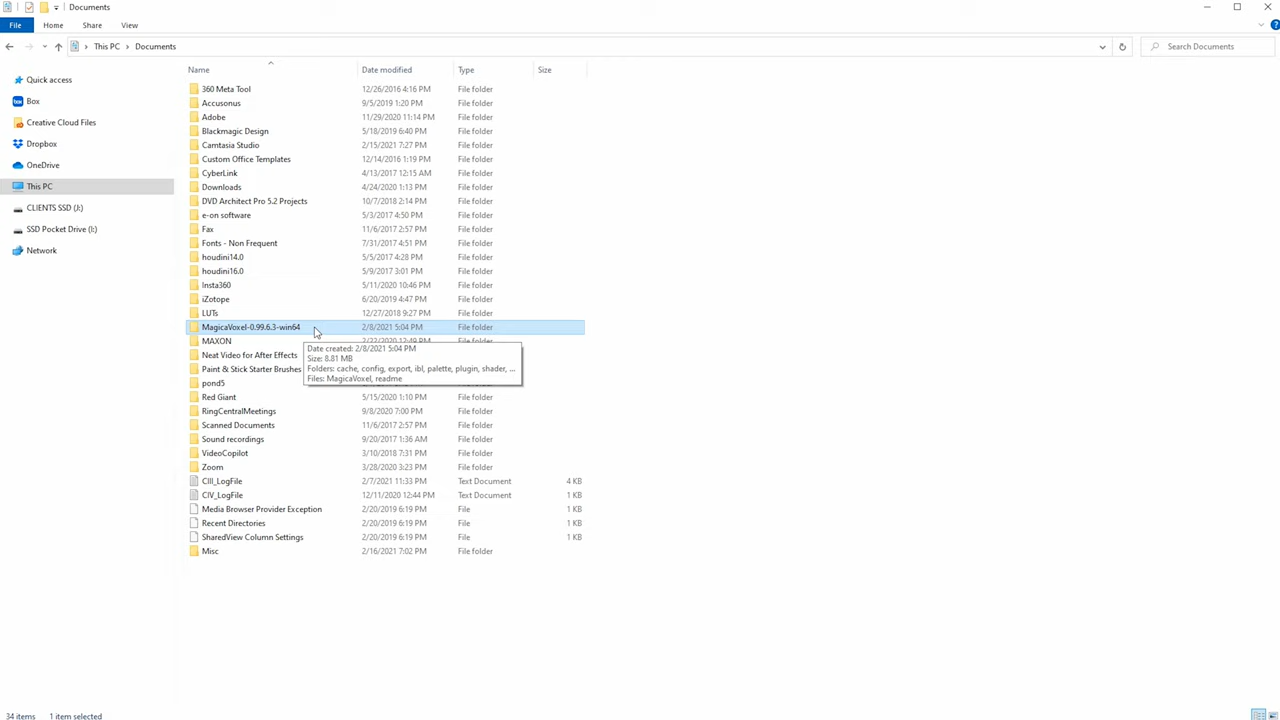 Documents
File Home Share View
This PC Documents Search Documents
Name Date modified Type Size
Quick access
Box
Creative Cloud Files
Dropbox
OneDrive
This PC
CLIENTS SSD (J:)
SSD Pocket Drive (I:)
Network
360 Meta Tool 12/26/2016 4:16 PM File folder
Accusonus 9/5/2019 1:20 PM File folder
Adobe 11/29/2020 11:14 PM File folder
Blackmagic Design 5/18/2019 6:40 PM File folder
Camtasia Studio 2/15/2021 7:27 PM File folder
Custom Office Templates 12/14/2016 1:19 PM File folder
CyberLink 4/13/2017 12:15 AM File folder
Downloads 4/24/2020 1:13 PM File folder
DVD Architect Pro 5.2 Projects 10/7/2018 2:14 PM File folder
e-on software 5/3/2017 4:50 PM File folder
Fax 11/6/2017 2:57 PM File folder
Fonts - Non Frequent 7/31/2017 4:51 PM File folder
houdini14.0 5/5/2017 4:28 PM File folder
houdini16.0 5/9/2017 3:01 PM File folder
Insta360 5/11/2020 10:46 PM File folder
iZotope 6/20/2019 4:47 PM File folder
LUTs 12/27/2018 9:27 PM File folder
MagicaVoxel-0.99.6.3-win64 2/8/2021 5:04 PM File folder
MAXON 2/22/2020 12:49 PM File folder
Date created: 2/8/2021 5:04 PM
Size: 8.81 MB
Folders: cache, config, export, ibl, palette, plugin, shader, ...
Files: MagicaVoxel, readme
Neat Video for After Effects
Paint & Stick Starter Brushes
pond5
Red Giant 5/15/2020 1:10 PM File folder
RingCentralMeetings 9/8/2020 7:00 PM File folder
Scanned Documents 11/6/2017 2:57 PM File folder
Sound recordings 9/20/2017 1:36 AM File folder
VideoCopilot 3/10/2018 7:31 PM File folder
Zoom 3/28/2020 3:23 PM File folder
CIII_LogFile 2/7/2021 11:33 PM Text Document 4 KB
CIV_LogFile 12/11/2020 12:44 PM Text Document 1 KB
Media Browser Provider Exception 2/20/2019 6:19 PM File 1 KB
Recent Directories 2/20/2019 6:19 PM File 1 KB
SharedView Column Settings 2/20/2019 6:19 PM File 1 KB
Misc 2/16/2021 7:02 PM File folder
34 items 1 item selected